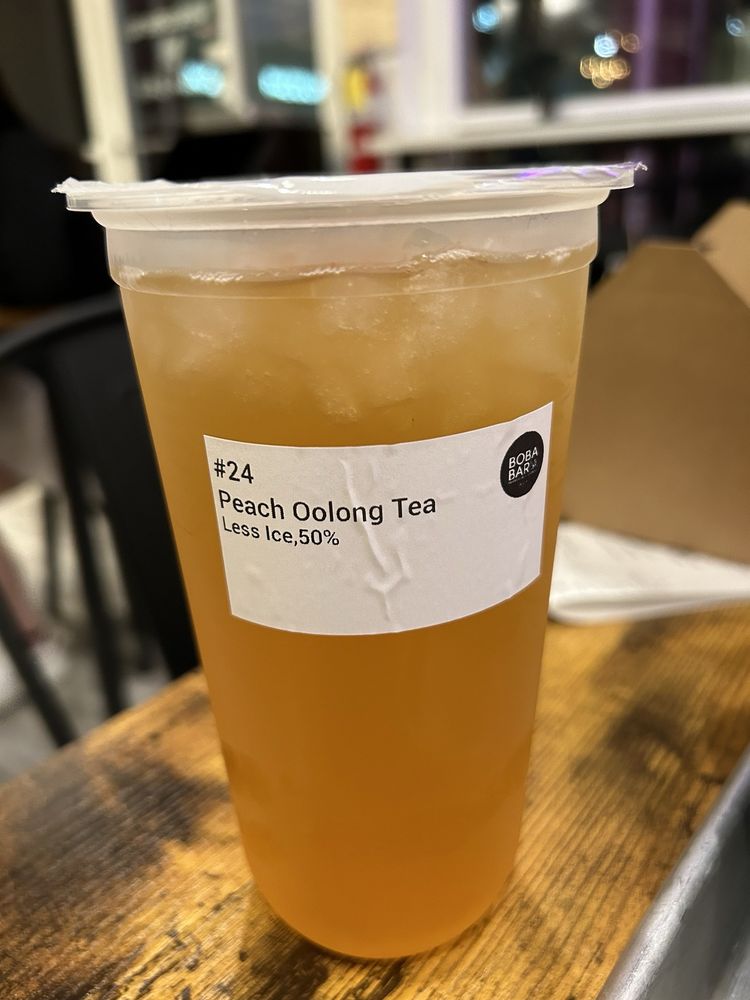 #24
Peach Oolong Tea
Less Ice,50%
BOBA
BAR